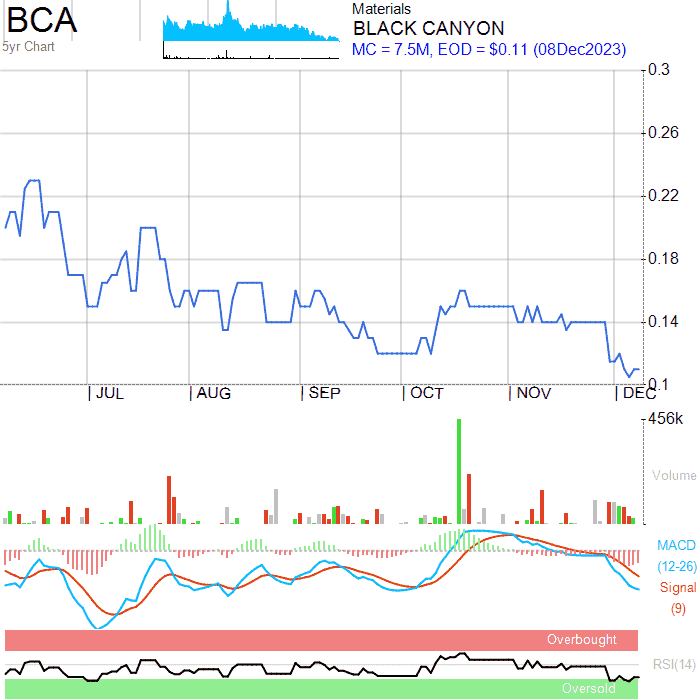 BCA
5yr Chart
Materials
BLACK CANYON
MC = 7.5M, EOD = $0.11 (08Dec2023)
0.3
0.26
0.22
0.18
0.14
0.1
JUL AUG SEP OCT NOV DEC
456k
Volume
MACD
(12-26)
Signal
(9)
Overbought
RSI(14)
Oversold